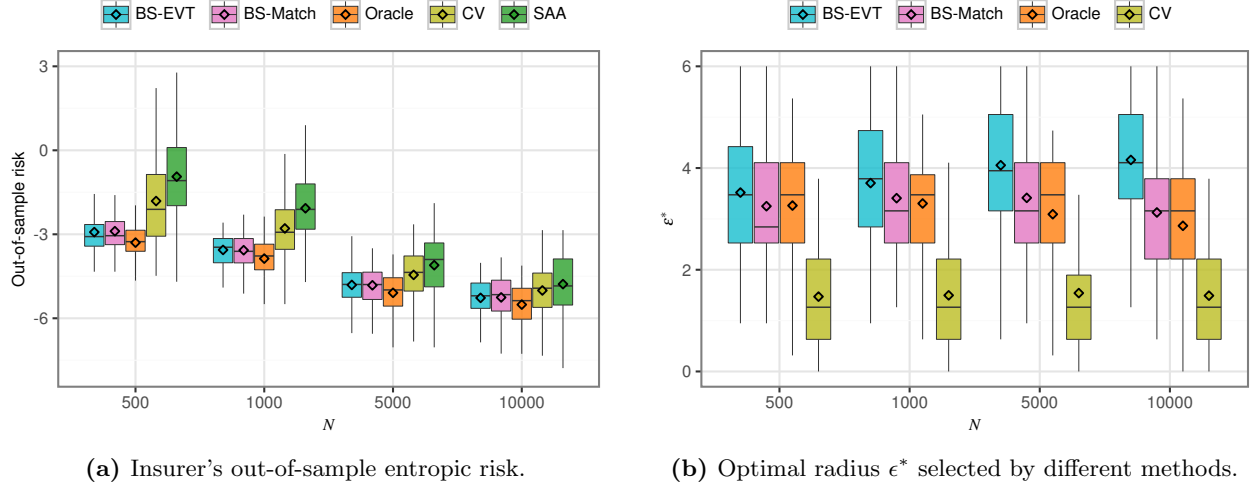 BS-EVT BS-Match Oracle CV SAA
3
0
-3
-6
Out-of-sample risk
500 1000 5000 10000
N
(a) Insurer's out-of-sample entropic risk.
BS-EVT BS-Match Oracle CV
6
4
2
0
ε*
500 1000 5000 10000
N
(b) Optimal radius ϵ* selected by different methods.